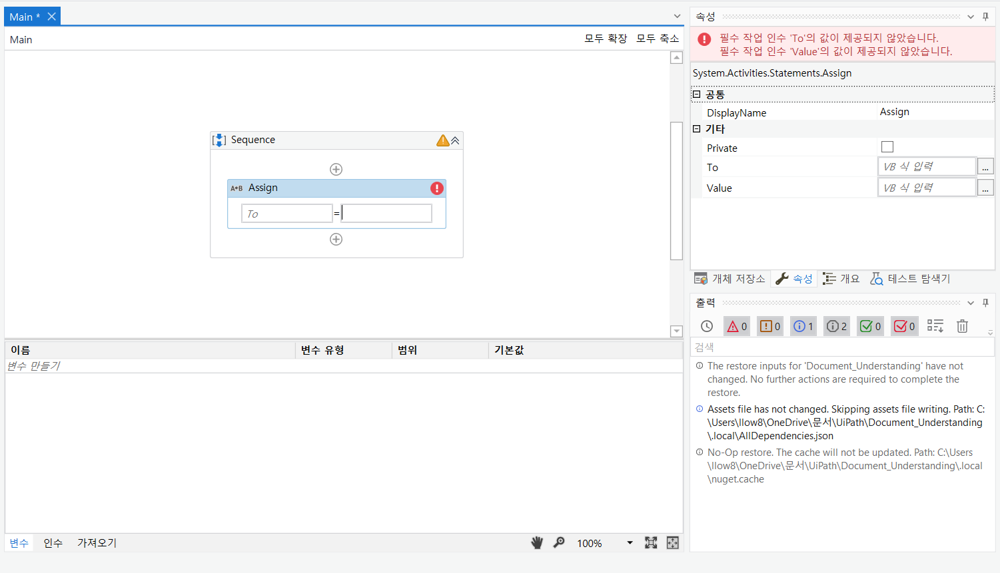 Main *
Main
모두 확장 모두 축소
Sequence
A+B Assign
To
=
이름 변수 유형 범위 기본값
변수 만들기
변수 인수 가져오기
100%
속성
필수 작업 인수 'To'의 값이 제공되지 않았습니다.
필수 작업 인수 'Value'의 값이 제공되지 않았습니다.
System.Activities.Statements.Assign
공통
DisplayName Assign
기타
Private
To VB 식 입력 ...
Value VB 식 입력 ...
개체 저장소 속성 개요 테스트 탐색기
출력
0 0 1 2 0 0
검색
The restore inputs for 'Document_Understanding' have not
changed. No further actions are required to complete the
restore.
Assets file has not changed. Skipping assets file writing. Path: C:
\Users\llow8\OneDrive\문서\UiPath\Document_Understanding
\.local\AllDependencies.json
No-Op restore. The cache will not be updated. Path: C:\Users
\llow8\OneDrive\문서\UiPath\Document_Understanding\.local
\nuget.cache